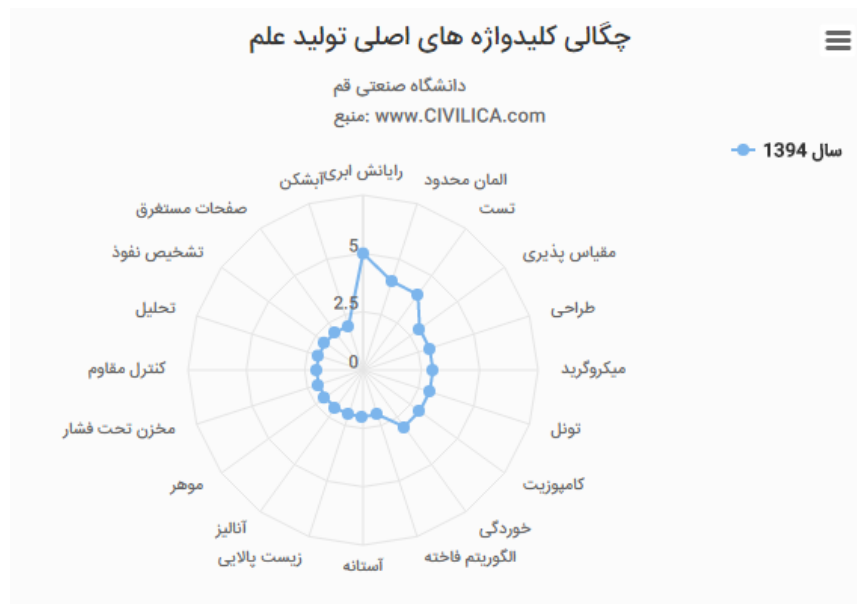 چگالی کلیدواژه های اصلی تولید علم
دانشگاه صنعتی قم
منبع: www.CIVILICA.com
سال 1394
رایانش ابری
المان محدود
تست
مقیاس پذیری
طراحی
میکروگرید
تونل
کامپوزیت
خوردگی
الگوریتم فاخته
آستانه
زیست پالایی
آنالیز
موهر
مخزن تحت فشار
کنترل مقاوم
تحلیل
تشخیص نفوذ
صفحات مستغرق
آبشکن
5
2.5
0